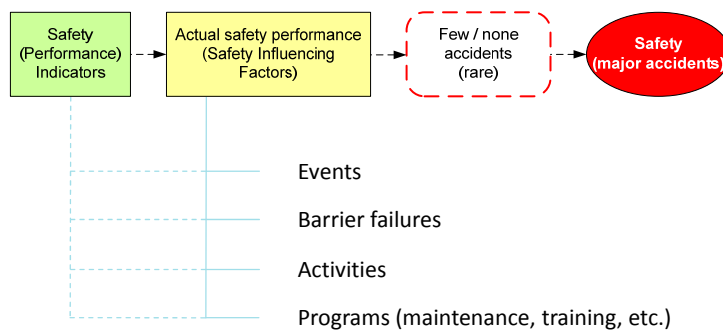 Safety
(Performance)
Indicators
Actual safety performance
(Safety Influencing
Factors)
Few / none
accidents
(rare)
Safety
(major accidents)
Events
Barrier failures
Activities
Programs (maintenance, training, etc.)